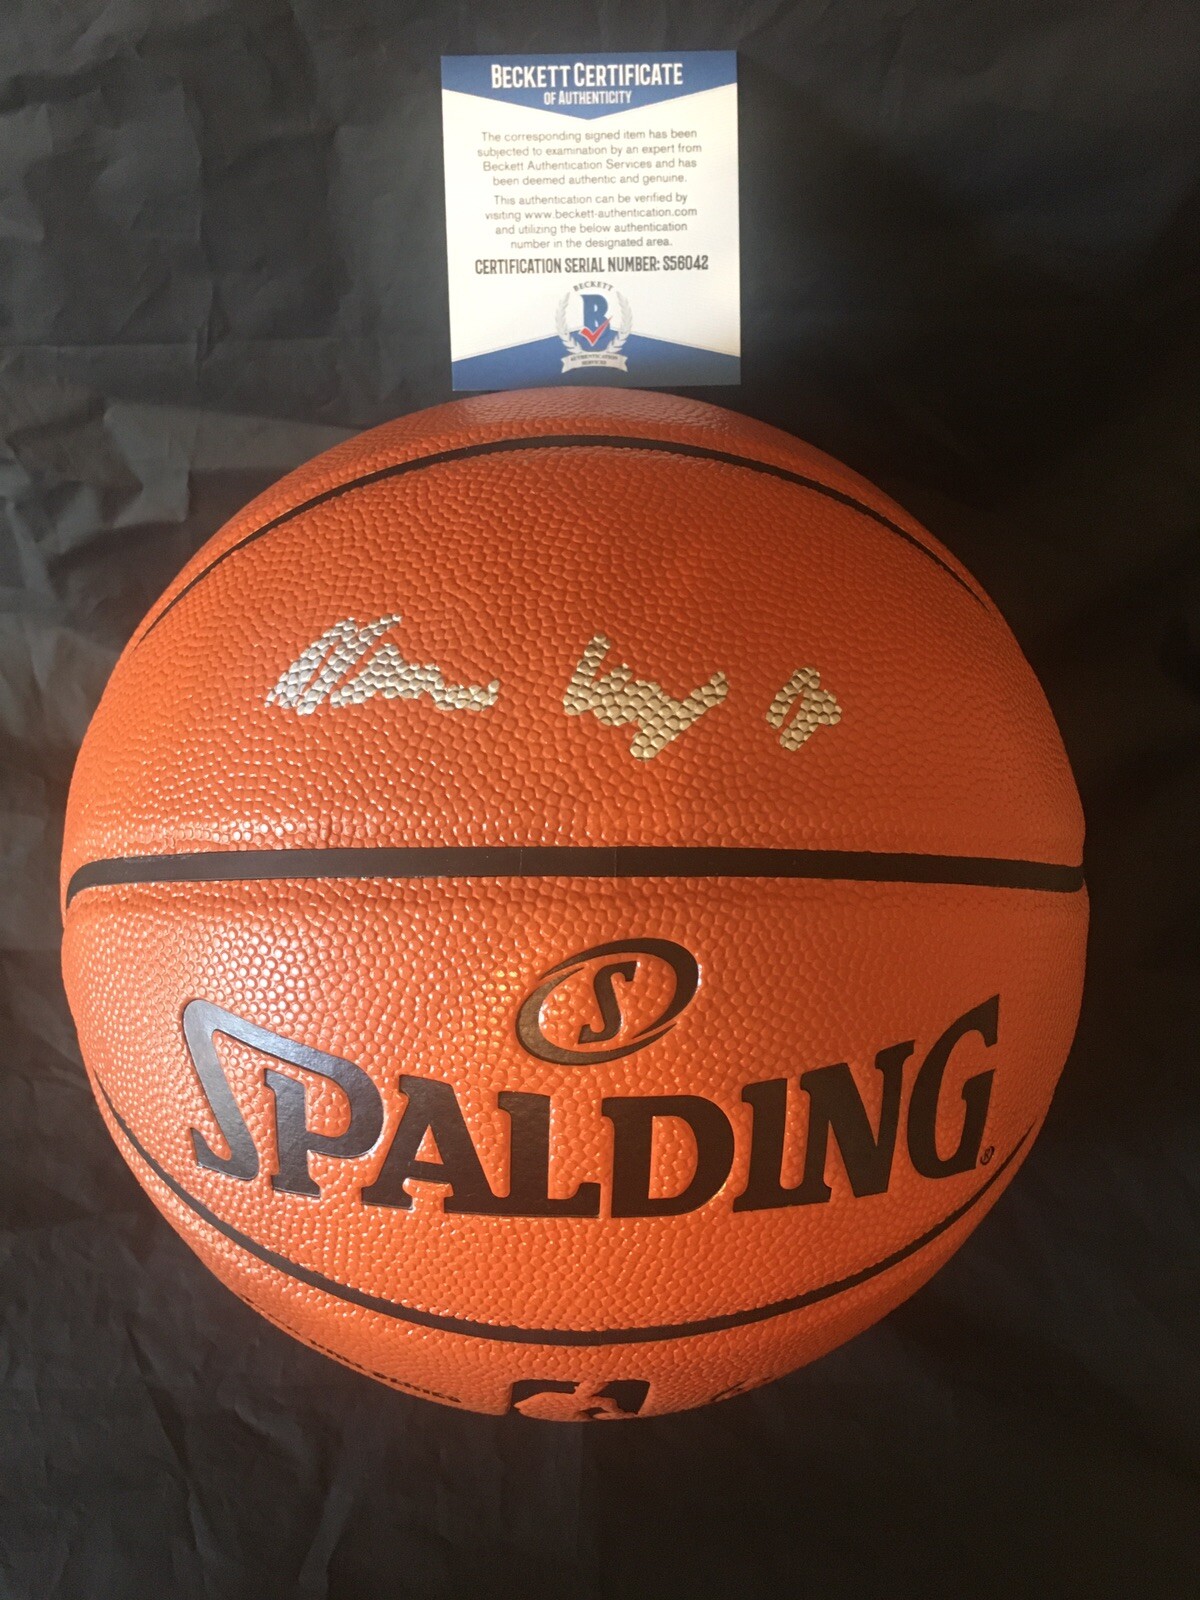 BECKETT CERTIFICATE
OF AUTHENTICITY
The corresponding signed item has been
subjected to examination by an expert from
Beckett Authentication Services and has
been deemed authentic and genuine.
This authentication can be verified by
visiting www.beckett-authentication.com
and utilizing the below authentication
number in the designated area.
CERTIFICATION SERIAL NUMBER: S56042
BECKETT
B
AUTHENTICATION
SERVICES
S
SPALDING®